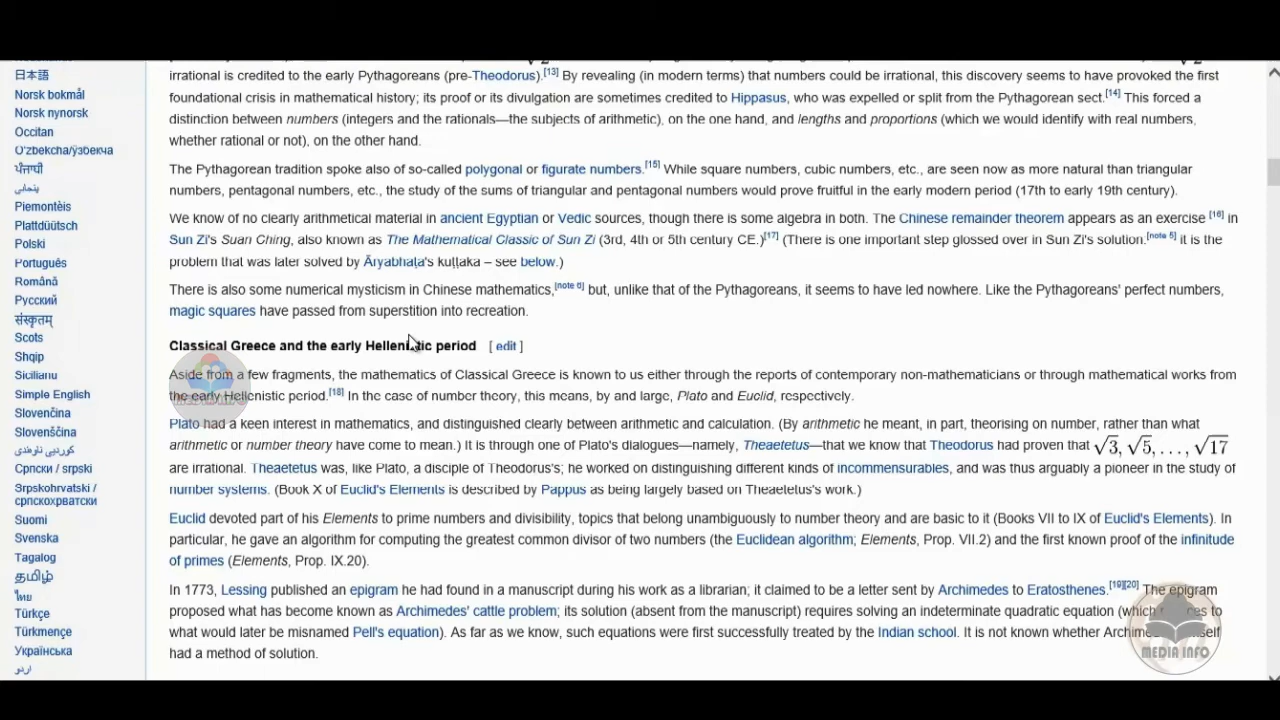 日本語
Norsk bokmål
Norsk nynorsk
Occitan
Oʻzbekcha/ўзбекча
ਪੰਜਾਬੀ
پنجابی
Piemontèis
Plattdüütsch
Polski
Português
Română
Русский
संस्कृतम्
Scots
Shqip
Sicilianu
Simple English
Slovenčina
Slovenščina
کوردیی ناوەندی
Српски / srpski
Srpskohrvatski /
српскохрватски
Suomi
Svenska
Tagalog
தமிழ்
ไทย
Türkçe
Türkmençe
Українська
اردو
irrational is credited to the early Pythagoreans (pre-Theodorus).[13] By revealing (in modern terms) that numbers could be irrational, this discovery seems to have provoked the first
foundational crisis in mathematical history; its proof or its divulgation are sometimes credited to Hippasus, who was expelled or split from the Pythagorean sect.[14] This forced a
distinction between numbers (integers and the rationals—the subjects of arithmetic), on the one hand, and lengths and proportions (which we would identify with real numbers,
whether rational or not), on the other hand.
The Pythagorean tradition spoke also of so-called polygonal or figurate numbers.[15] While square numbers, cubic numbers, etc., are seen now as more natural than triangular
numbers, pentagonal numbers, etc., the study of the sums of triangular and pentagonal numbers would prove fruitful in the early modern period (17th to early 19th century).
We know of no clearly arithmetical material in ancient Egyptian or Vedic sources, though there is some algebra in both. The Chinese remainder theorem appears as an exercise [16] in
Sun Zi's Suan Ching, also known as The Mathematical Classic of Sun Zi (3rd, 4th or 5th century CE.)[17] (There is one important step glossed over in Sun Zi's solution.[note 5] it is the
problem that was later solved by Āryabhaṭa's kuṭṭaka – see below.)
There is also some numerical mysticism in Chinese mathematics,[note 6] but, unlike that of the Pythagoreans, it seems to have led nowhere. Like the Pythagoreans' perfect numbers,
magic squares have passed from superstition into recreation.
Classical Greece and the early Hellenistic period [ edit ]
Aside from a few fragments, the mathematics of Classical Greece is known to us either through the reports of contemporary non-mathematicians or through mathematical works from
the early Hellenistic period.[18] In the case of number theory, this means, by and large, Plato and Euclid, respectively.
Plato had a keen interest in mathematics, and distinguished clearly between arithmetic and calculation. (By arithmetic he meant, in part, theorising on number, rather than what
arithmetic or number theory have come to mean.) It is through one of Plato's dialogues—namely, Theaetetus—that we know that Theodorus had proven that √3, √5, . . . , √17
are irrational. Theaetetus was, like Plato, a disciple of Theodorus's; he worked on distinguishing different kinds of incommensurables, and was thus arguably a pioneer in the study of
number systems. (Book X of Euclid's Elements is described by Pappus as being largely based on Theaetetus's work.)
Euclid devoted part of his Elements to prime numbers and divisibility, topics that belong unambiguously to number theory and are basic to it (Books VII to IX of Euclid's Elements). In
particular, he gave an algorithm for computing the greatest common divisor of two numbers (the Euclidean algorithm; Elements, Prop. VII.2) and the first known proof of the infinitude
of primes (Elements, Prop. IX.20).
In 1773, Lessing published an epigram he had found in a manuscript during his work as a librarian; it claimed to be a letter sent by Archimedes to Eratosthenes.[19][20] The epigram
proposed what has become known as Archimedes' cattle problem; its solution (absent from the manuscript) requires solving an indeterminate quadratic equation (which
what would later be misnamed Pell's equation). As far as we know, such equations were first successfully treated by the Indian school. It is not known whether
had a method of solution.
MEDIA INFO
MEDIA INFO